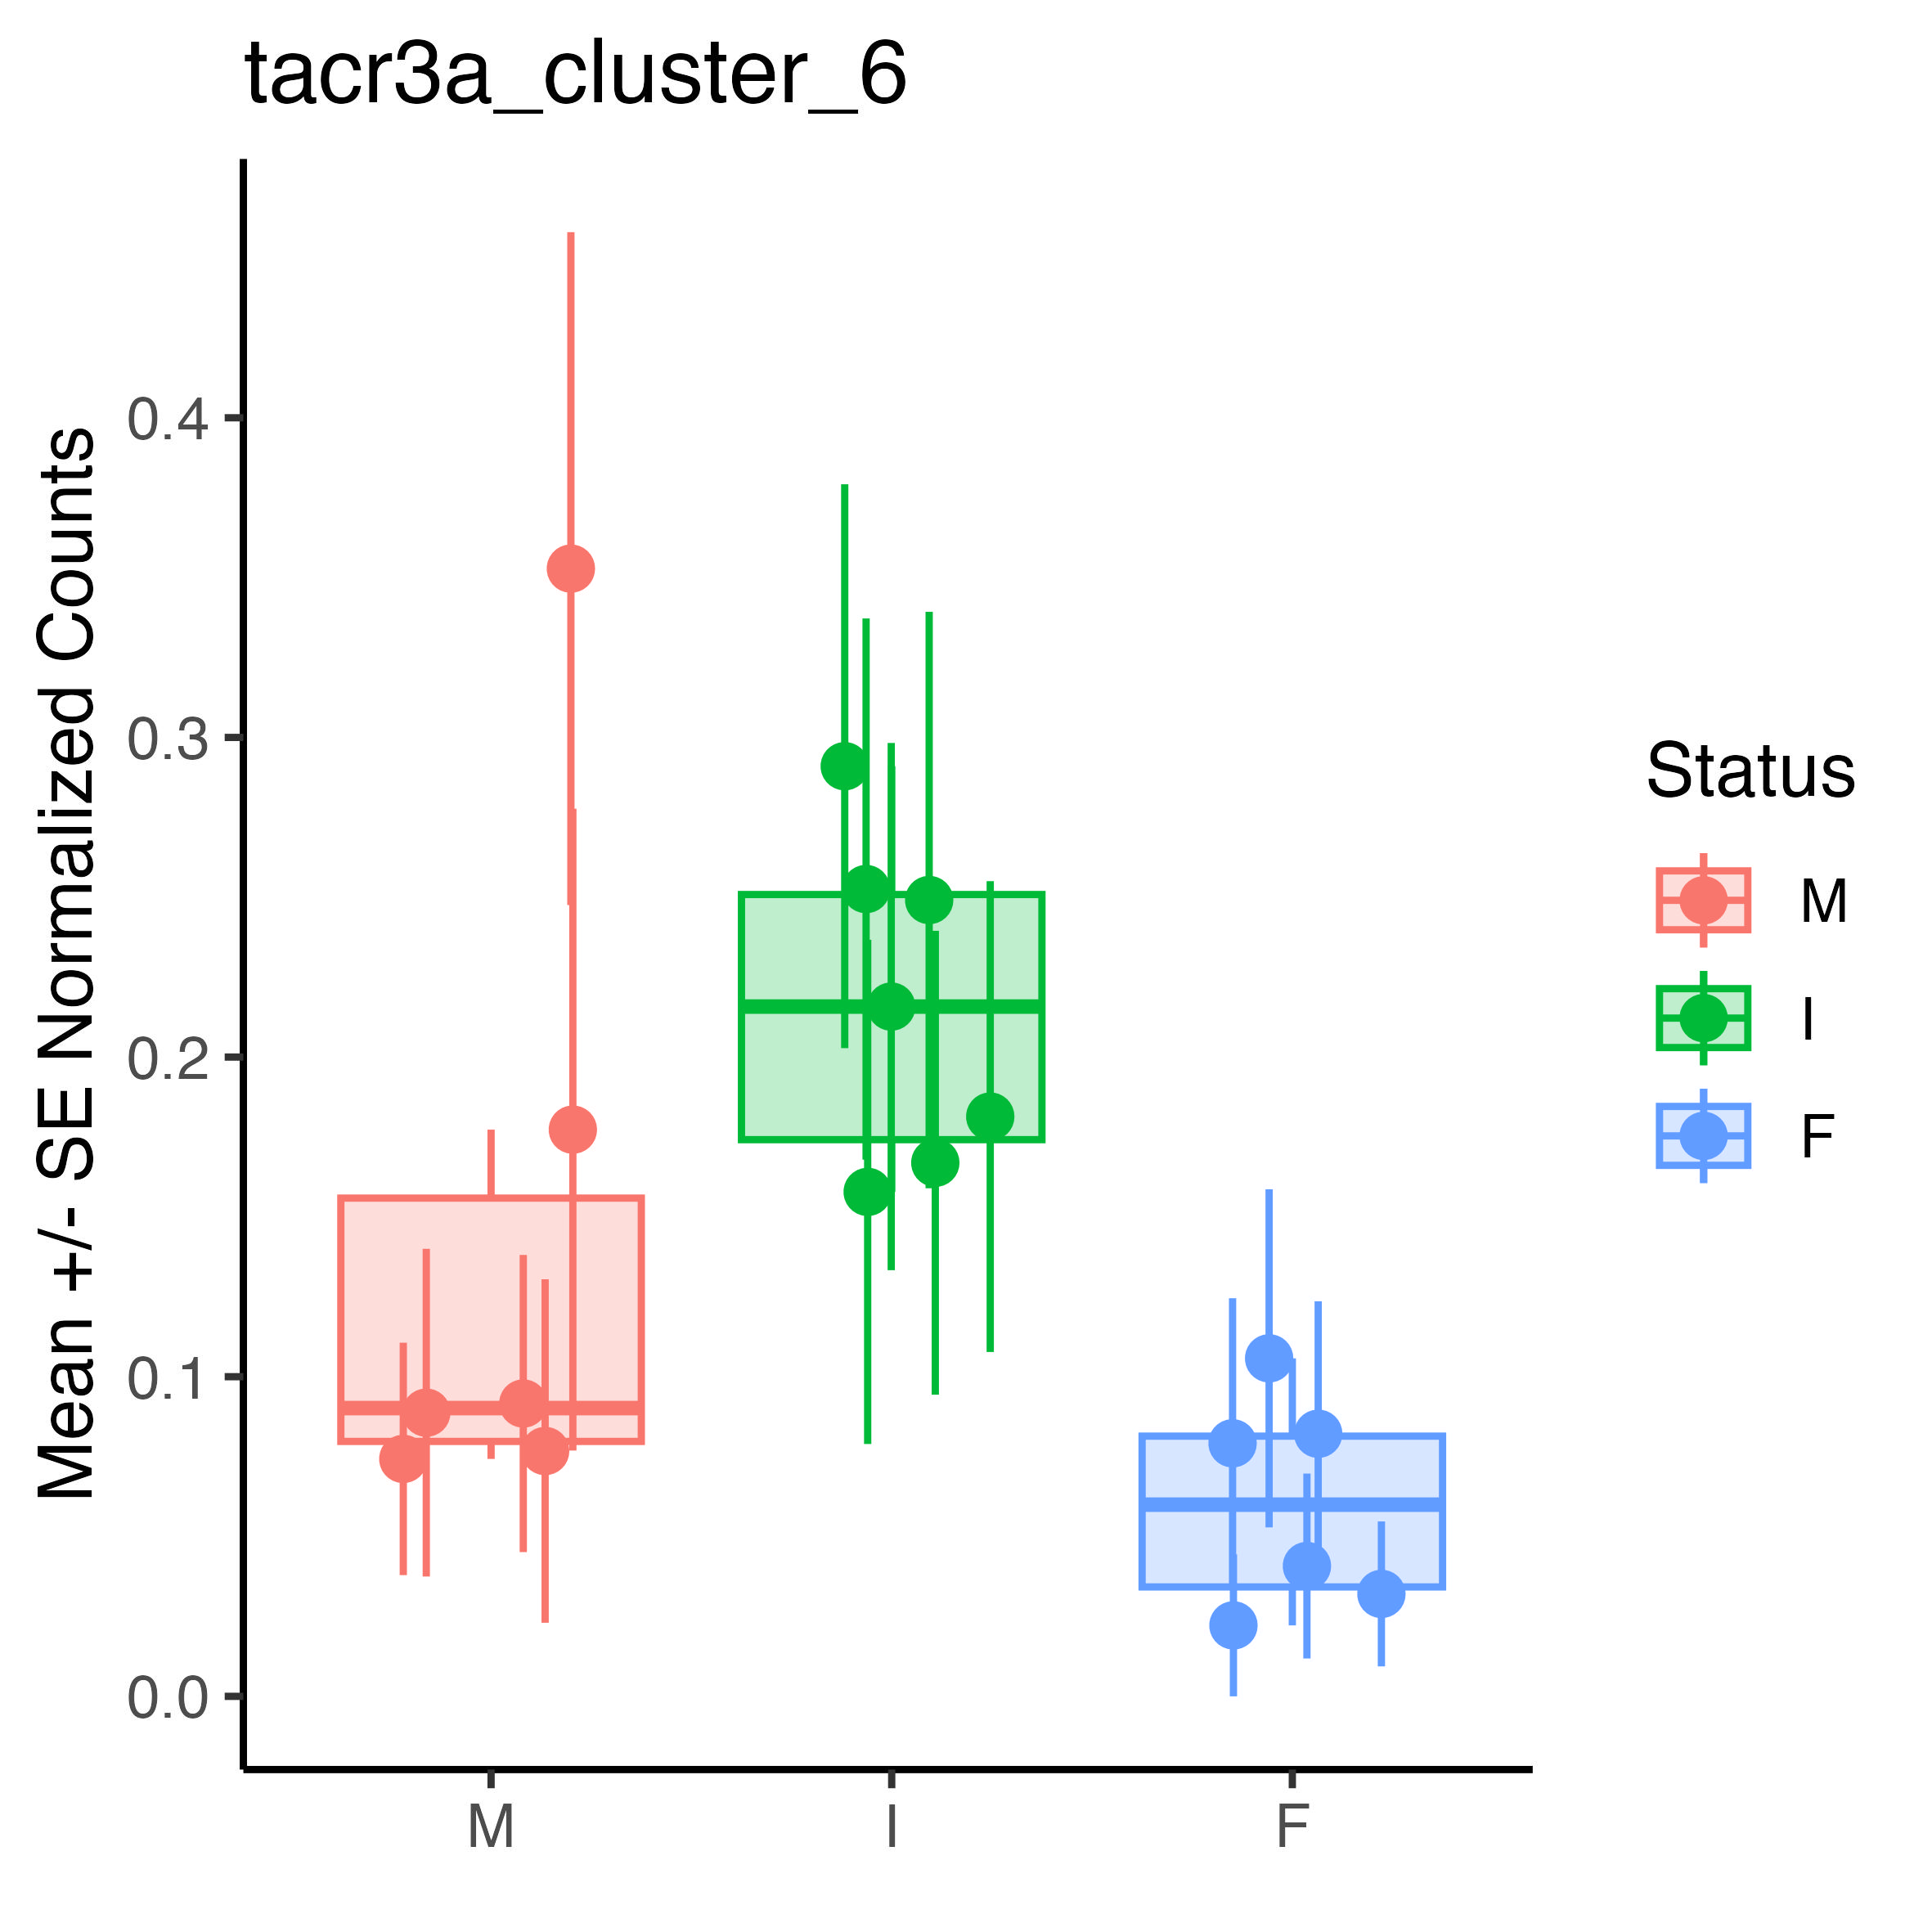 tacr3a_cluster_6
Mean +/- SE Normalized Counts
0.4
0.3
0.2
0.1
0.0
M
I
F
Status
M
I
F